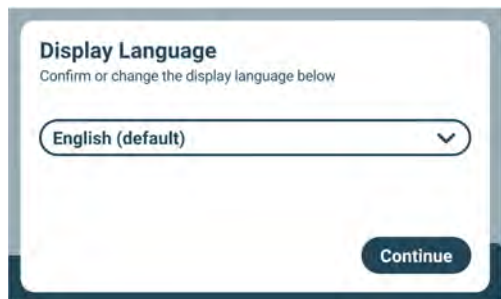 Display Language
Confirm or change the display language below
English (default)
Continue